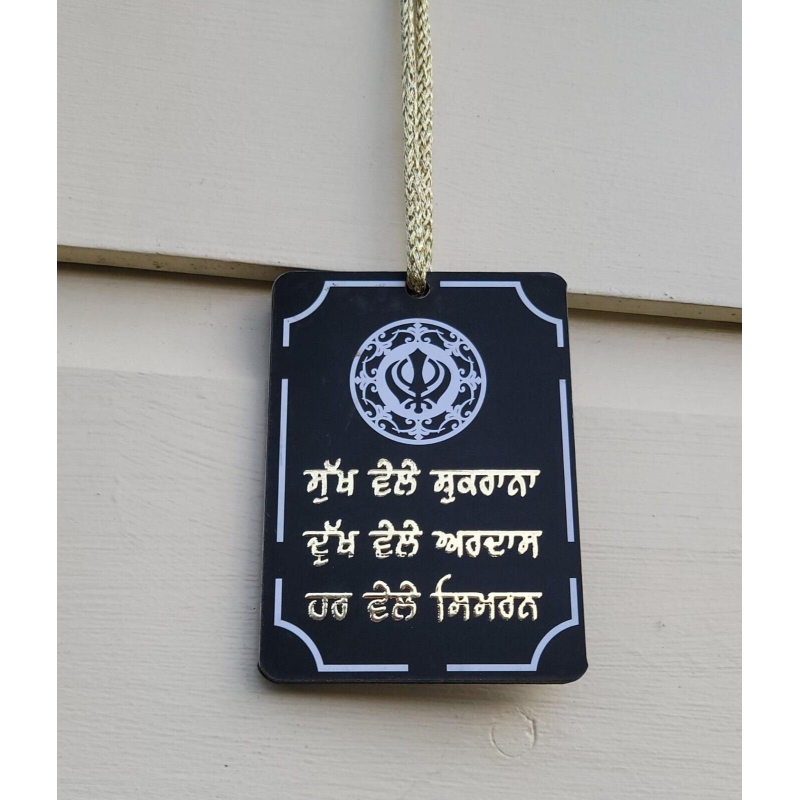 ਸੁੱਖ ਵੇਲੇ ਸ਼ੁਕਰਾਨਾ
ਦੁੱਖ ਵੇਲੇ ਅਰਦਾਸ
ਹਰ ਵੇਲੇ ਸਿਮਰਨ